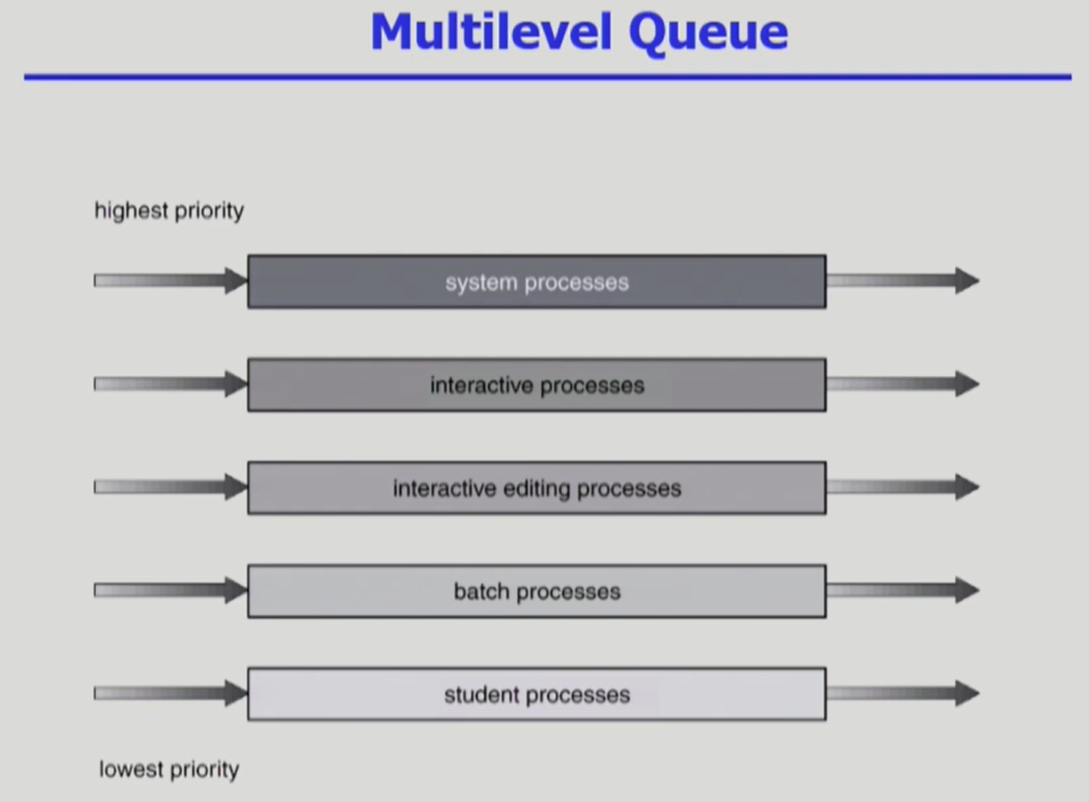 Multilevel Queue
highest priority
system processes
interactive processes
interactive editing processes
batch processes
student processes
lowest priority